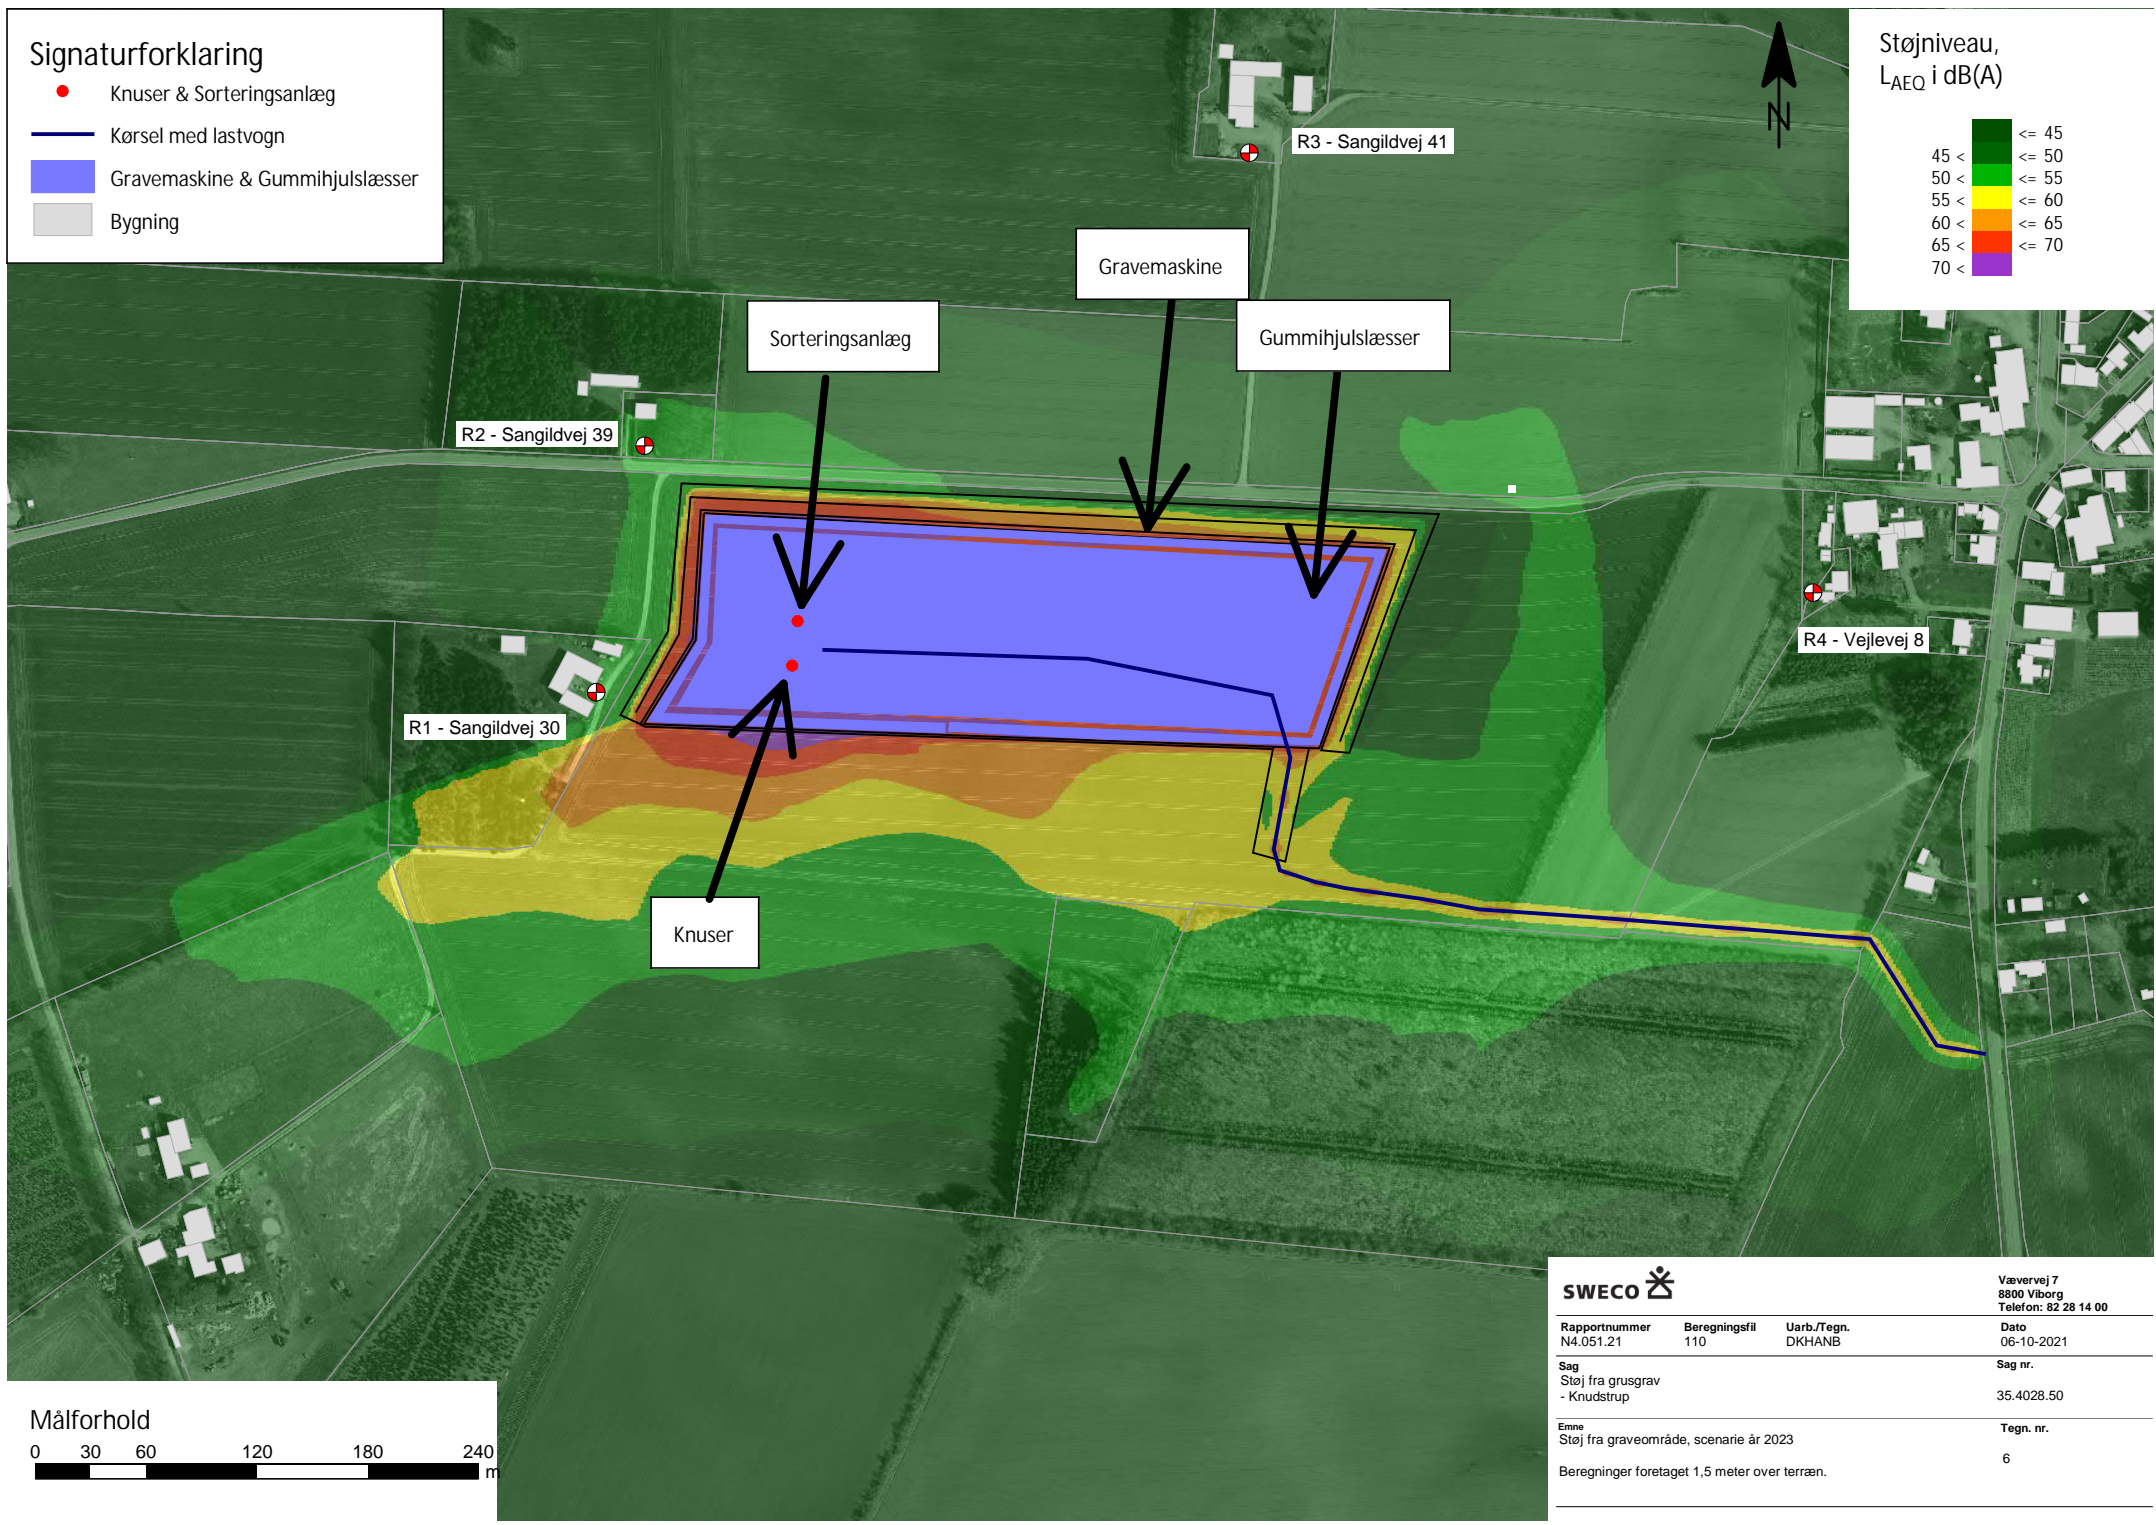 Signaturforklaring
Knuser & Sorteringsanlæg
Kørsel med lastvogn
Gravemaskine & Gummihjulslæsser
Bygning
Støjniveau,
LAEQ i dB(A)
<= 45
45 < <= 50
50 < <= 55
55 < <= 60
60 < <= 65
65 < <= 70
70 <
N
R3 - Sangildvej 41
Gravemaskine
Sorteringsanlæg
Gummihjulslæsser
R2 - Sangildvej 39
R4 - Vejlevej 8
R1 - Sangildvej 30
Knuser
Målforhold
0 30 60 120 180 240
m
SWECO
Vævervej 7
8800 Viborg
Telefon: 82 28 14 00
Rapportnummer Beregningsfil Uarb./Tegn. Dato
N4.051.21 110 DKHANB 06-10-2021
Sag Sag nr.
Støj fra grusgrav
- Knudstrup 35.4028.50
Emne Tegn. nr.
Støj fra graveområde, scenarie år 2023
6
Beregninger foretaget 1,5 meter over terræn.